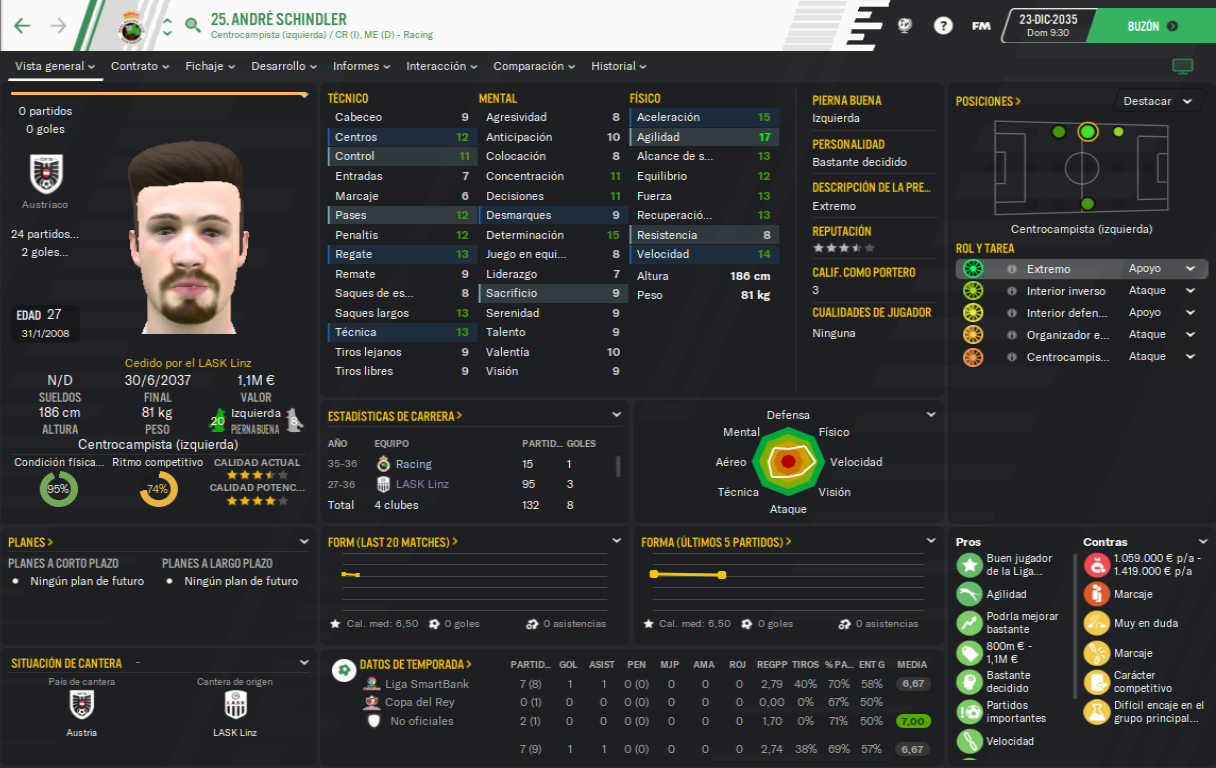 25. ANDRÉ SCHINDLER
Centrocampista (izquierda) / CR (I), ME (D) - Racing
?
FM
23-DIC-2035
Dom 9:30
BUZÓN
Vista general
Contrato
Fichaje
Desarrollo
Informes
Interacción
Comparación
Historial
0 partidos
0 goles
Austríaco
24 partidos...
2 goles...
EDAD 27
31/1/2008
Cedido por el LASK Linz
N/D 30/6/2037 1,1M €
SUELDOS FINAL VALOR
186 cm 81 kg 20 Izquierda 8
ALTURA PESO PIERNA BUENA
Centrocampista (izquierda)
Condición física... Ritmo competitivo CALIDAD ACTUAL
95% 74%
CALIDAD POTENC...
TÉCNICO
Cabeceo 9
Centros 12
Control 11
Entradas 7
Marcaje 6
Pases 12
Penaltis 12
Regate 13
Remate 9
Saques de es... 8
Saques largos 13
Técnica 13
Tiros lejanos 9
Tiros libres 9
MENTAL
Agresividad 8
Anticipación 10
Colocación 8
Concentración 11
Decisiones 11
Desmarques 9
Determinación 15
Juego en equi... 8
Liderazgo 7
Sacrificio 9
Serenidad 9
Talento 9
Valentía 10
Visión 9
FÍSICO
Aceleración 15
Agilidad 17
Alcance de s... 13
Equilibrio 12
Fuerza 13
Recuperació... 13
Resistencia 8
Velocidad 14
Altura 186 cm
Peso 81 kg
PIERNA BUENA
Izquierda
PERSONALIDAD
Bastante decidido
DESCRIPCIÓN DE LA PRE...
Extremo
REPUTACIÓN
CALIF. COMO PORTERO
3
CUALIDADES DE JUGADOR
Ninguna
POSICIONES >
Destacar
Centrocampista (izquierda)
ROL Y TAREA
Extremo Apoyo
Interior inverso Ataque
Interior defen... Apoyo
Organizador e... Ataque
Centrocampis... Ataque
ESTADÍSTICAS DE CARRERA >
AÑO EQUIPO PARTID... GOLES
35-36 Racing 15 1
27-36 LASK Linz 95 3
Total 4 clubes 132 8
Defensa
Mental Físico
Aéreo Velocidad
Técnica Visión
Ataque
PLANES >
PLANES A CORTO PLAZO PLANES A LARGO PLAZO
Ningún plan de futuro Ningún plan de futuro
FORM (LAST 20 MATCHES) >
Cal. med: 6,50 0 goles 0 asistencias
FORMA (ÚLTIMOS 5 PARTIDOS) >
Cal. med: 6,50 0 goles 0 asistencias
Pros
Buen jugador
de la Liga...
Agilidad
Podría mejorar
bastante
800m € -
1,1M €
Bastante
decidido
Partidos
importantes
Velocidad
Contras
1.059.000 € p/a -
1.419.000 € p/a
Marcaje
Muy en duda
Marcaje
Carácter
competitivo
Difícil encaje en el
grupo principal...
SITUACIÓN DE CANTERA -
País de cantera Cantera de origen
Austria LASK Linz
DATOS DE TEMPORADA > PARTID... GOL ASIST PEN MJP AMA ROJ REGPP TIROS % PA... ENT G MEDIA
Liga SmartBank 7 (8) 1 1 0 (0) 0 0 0 2,79 40% 70% 58% 6,67
Copa del Rey 0 (1) 0 0 0 (0) 0 0 0 0,00 0% 67% 50%
No oficiales 2 (1) 0 0 0 (0) 0 0 0 1,70 0% 71% 50% 7,00
7 (9) 1 1 0 (0) 0 0 0 2,74 38% 69% 57% 6,67